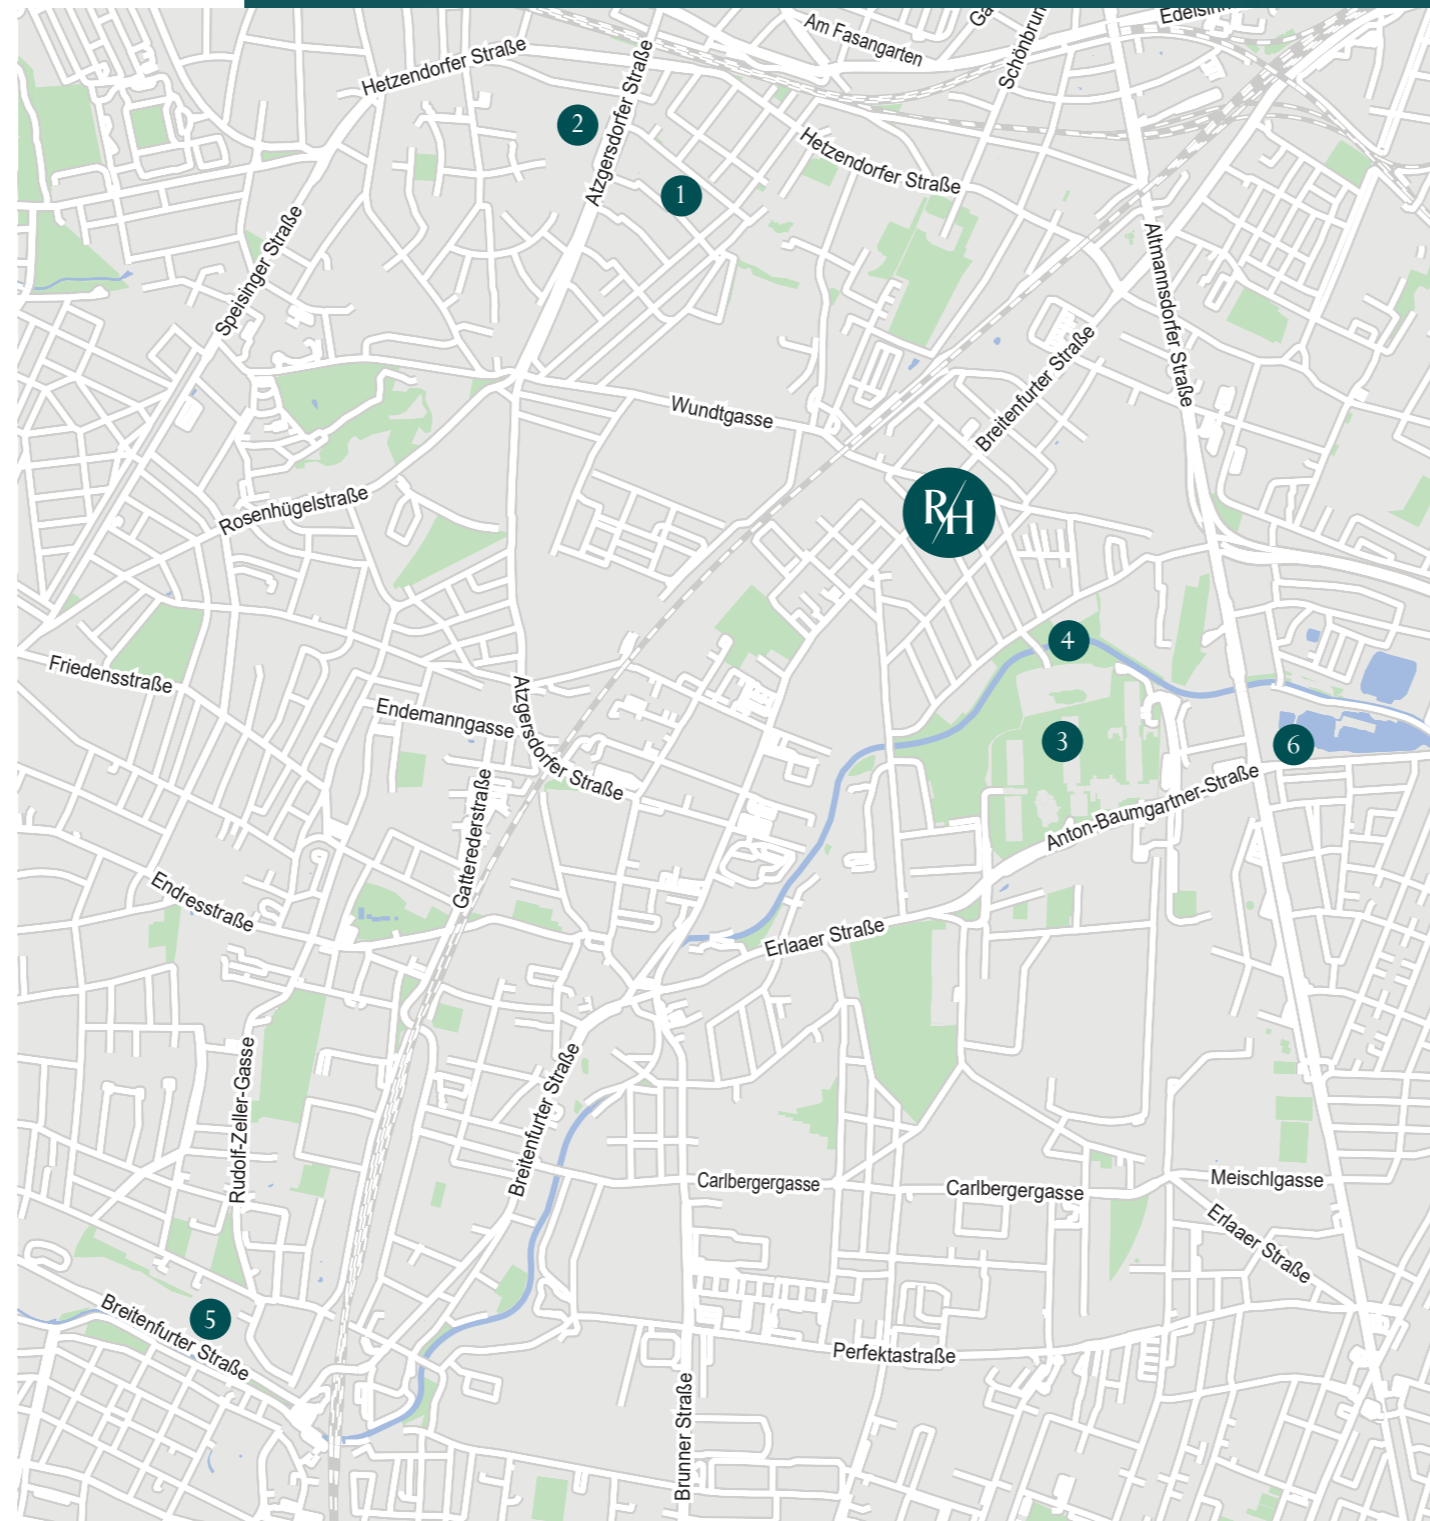 Am Fasangarten
Hetzendorfer Straße
Atzgersdorfer Straße
2
Hetzendorfer Straße
1
Speisinger Straße
Altmannsdorfer Straße
Breitenfurter Straße
Wundtgasse
Rosenhügelstraße
R/H
4
Friedensstraße
Endemanngasse
Atzgersdorfer Straße
3
6
Anton-Baumgartner-Straße
Gatterederstraße
Endresstraße
Erlaaer Straße
Rudolf-Zeller-Gasse
Breitenfurter Straße
Carlbergergasse
Carlbergergasse
Meischlgasse
Erlaaer Straße
5
Breitenfurter Straße
Perfektastraße
Brunner Straße